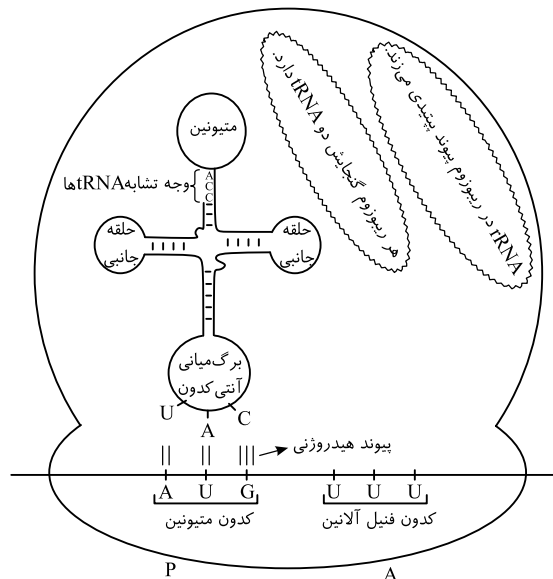 rRNA در ریبوزوم پیوند پپتیدی می‌زند.
هر ریبوزوم گنجایش دو tRNA دارد.
متیونین
A
C
C
وجه تشابه tRNAها
حلقه جانبی
حلقه جانبی
برگ میانی
آنتی کدون
U A C
پیوند هیدروژنی
A U G U U U
کدون متیونین
کدون فنیل آلانین
P A